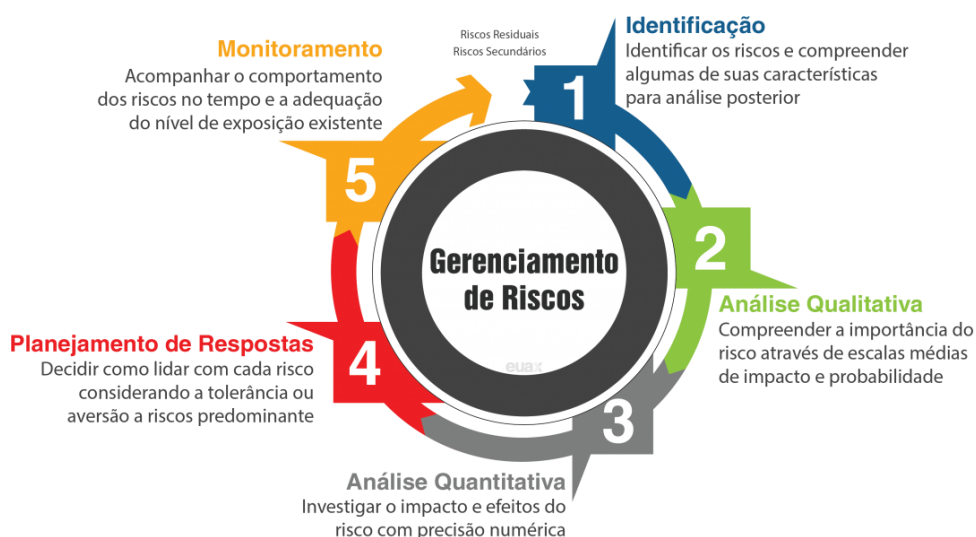 Riscos Residuais
Riscos Secundários
1
Identificação
Identificar os riscos e compreender
algumas de suas características
para análise posterior
2
Análise Qualitativa
Compreender a importância do
risco através de escalas médias
de impacto e probabilidade
3
Análise Quantitativa
Investigar o impacto e efeitos do
risco com precisão numérica
4
Planejamento de Respostas
Decidir como lidar com cada risco
considerando a tolerância ou
aversão a riscos predominante
5
Monitoramento
Acompanhar o comportamento
dos riscos no tempo e a adequação
do nível de exposição existente
Gerenciamento
de Riscos
euax